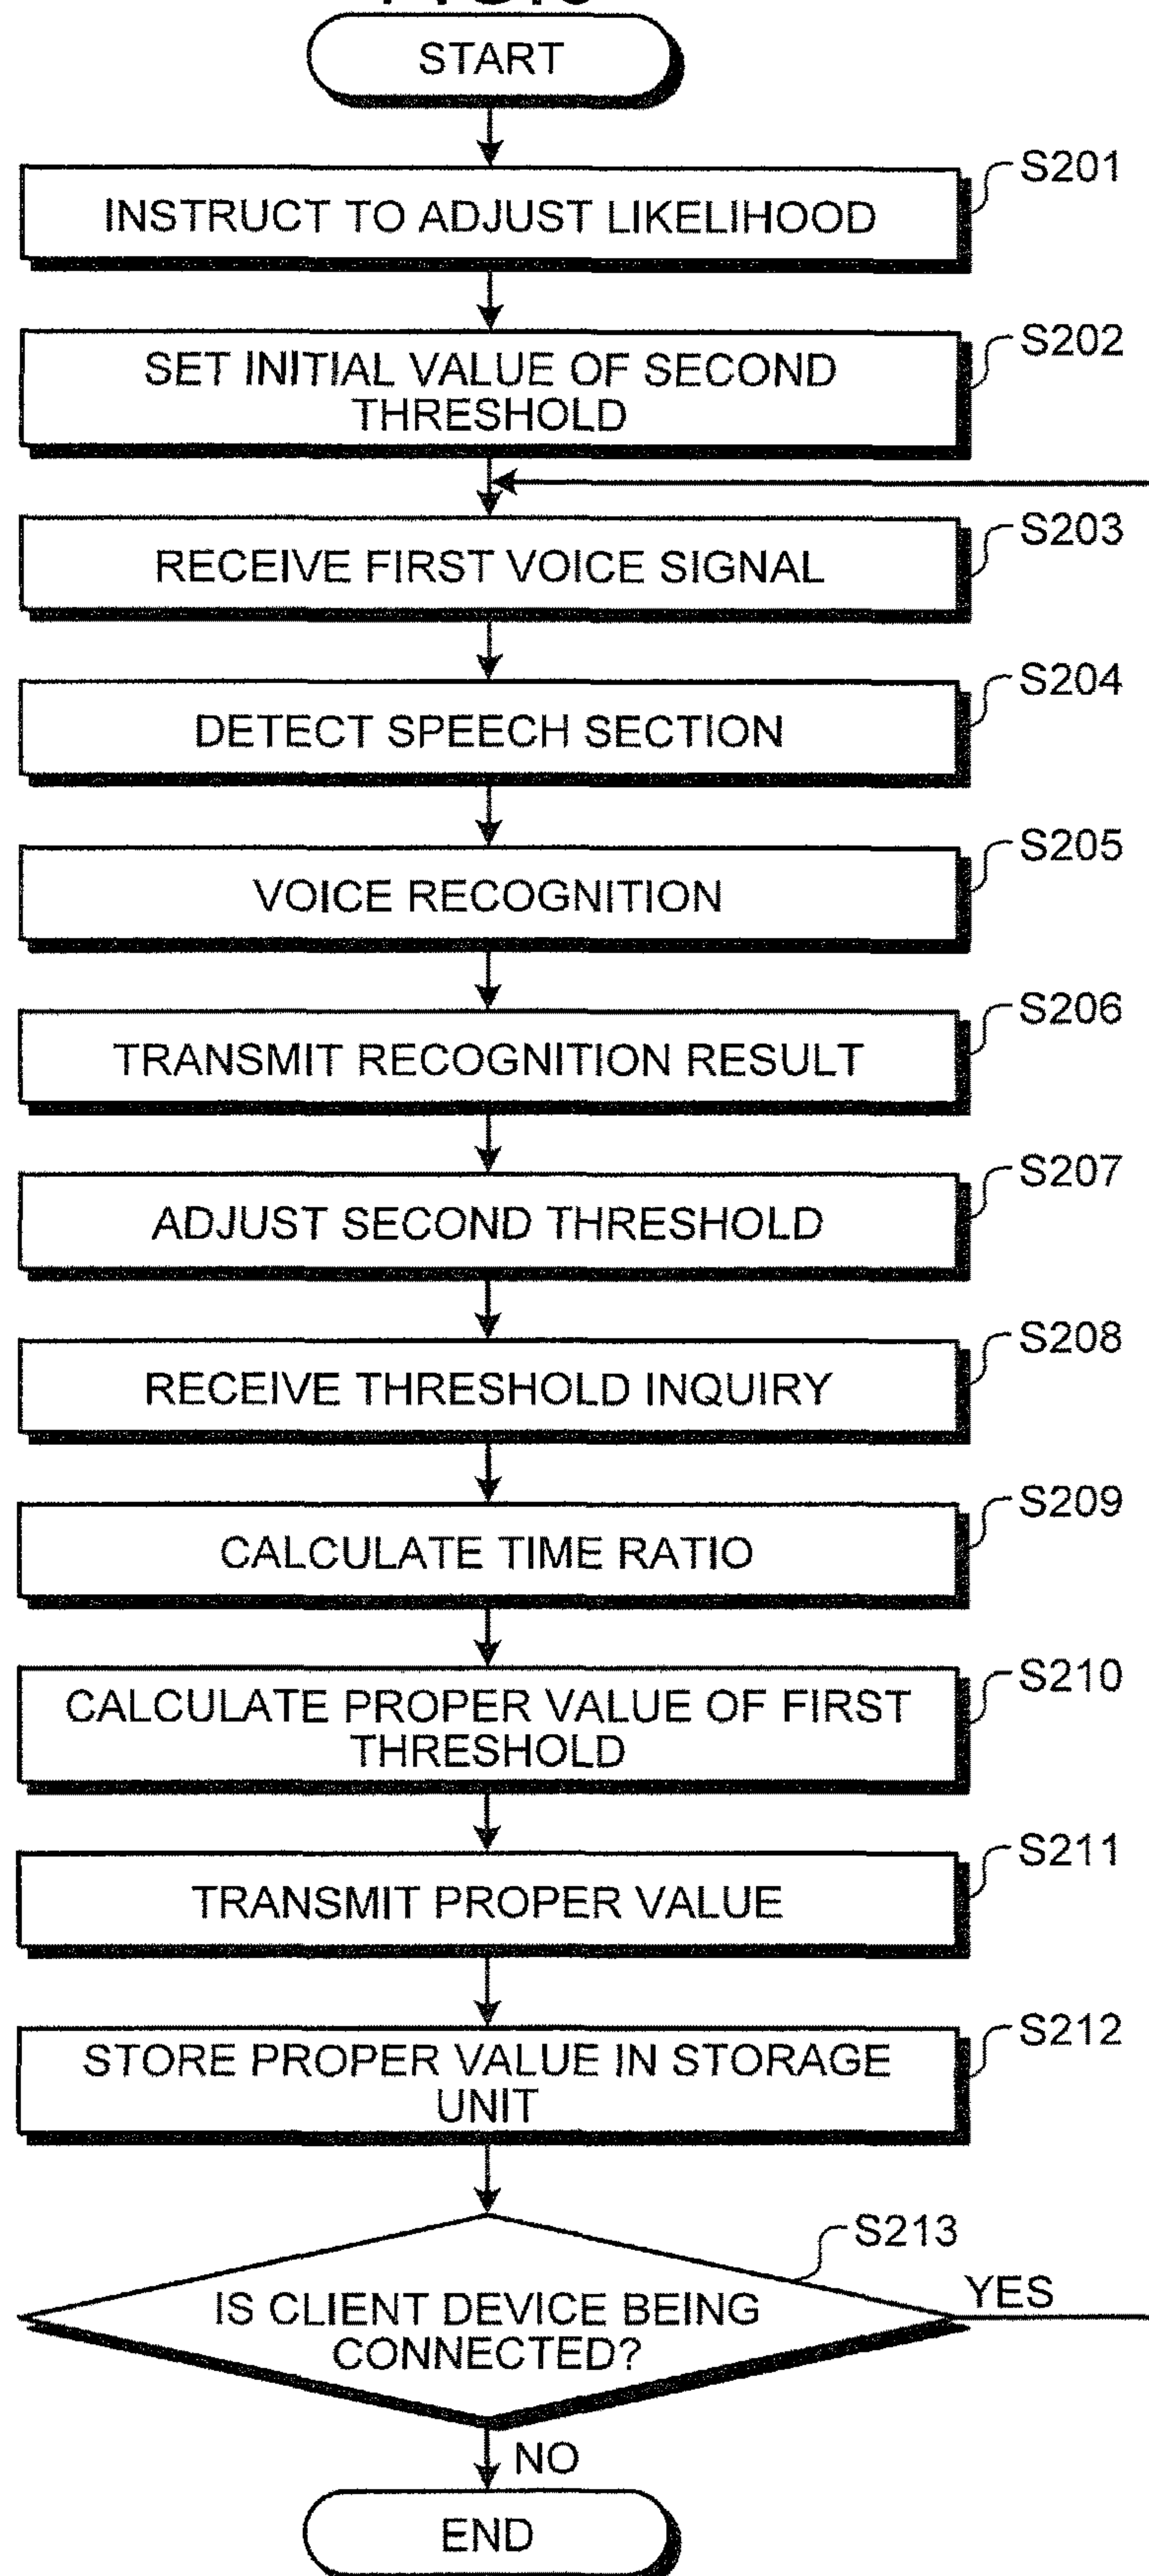 START
S201
INSTRUCT TO ADJUST LIKELIHOOD
S202
SET INITIAL VALUE OF SECOND
THRESHOLD
S203
RECEIVE FIRST VOICE SIGNAL
S204
DETECT SPEECH SECTION
S205
VOICE RECOGNITION
S206
TRANSMIT RECOGNITION RESULT
S207
ADJUST SECOND THRESHOLD
S208
RECEIVE THRESHOLD INQUIRY
S209
CALCULATE TIME RATIO
S210
CALCULATE PROPER VALUE OF FIRST
THRESHOLD
S211
TRANSMIT PROPER VALUE
S212
STORE PROPER VALUE IN STORAGE
UNIT
S213
IS CLIENT DEVICE BEING
CONNECTED?
YES
NO
END